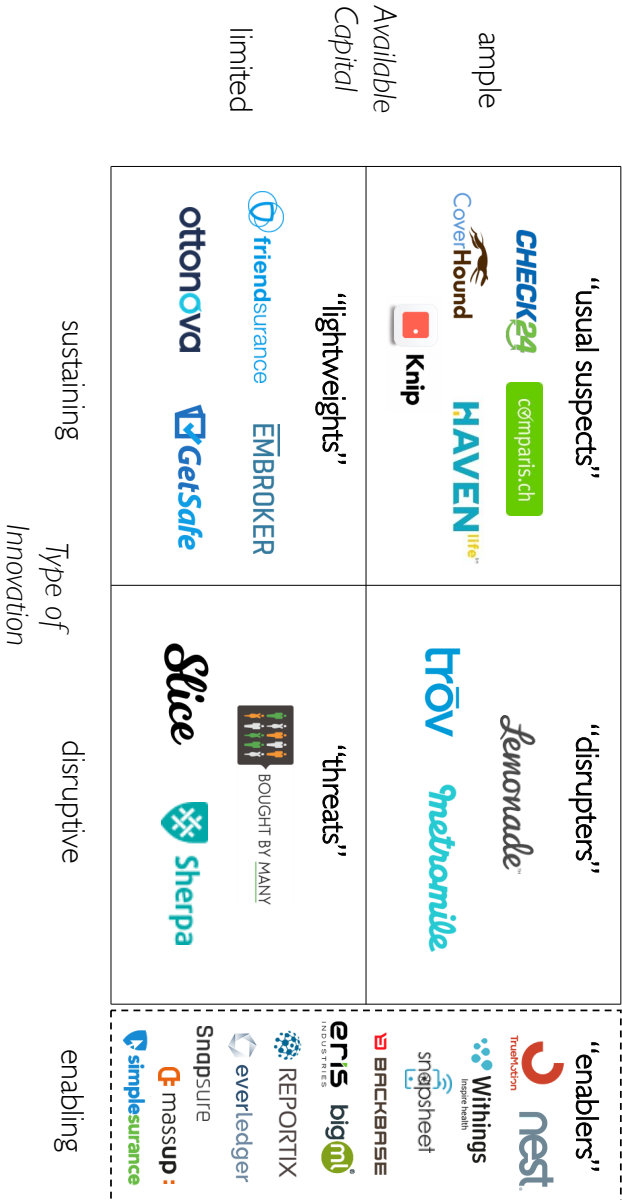 “usual suspects”
CHECK24
comparis.ch
CoverHound
HAVEN life
Knip
“disrupters”
Lemonade™
trōv
metromile
“enablers”
TrueMotion
nest
Withings
Inspire health
snapsheet
BACKBASE
eris
INDUSTRIES
bigml®
REPORTIX
everledger
Snapsure
massup:
simplesurance
“lightweights”
friendsurance
EMBROKER
ottonova
GetSafe
“threats”
BOUGHT BY MANY
Slice
Sherpa
ample
Available
Capital
limited
sustaining
disruptive
enabling
Type of
Innovation